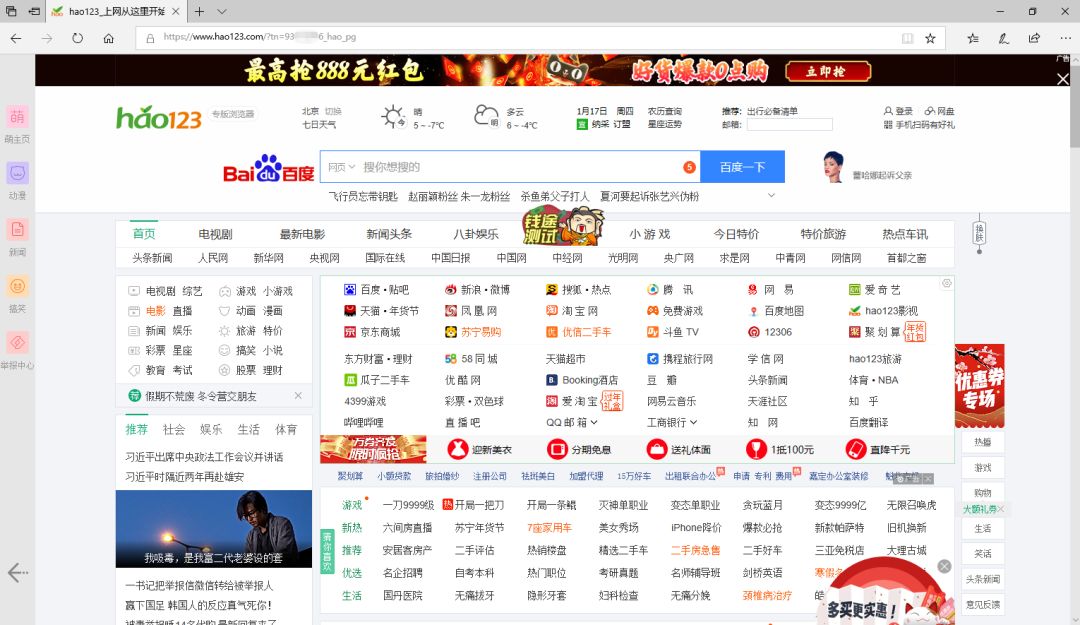 hao123_上网从这里开始
https://www.hao123.com/?tn=93 6_hao_pg
最高抢888元红包 好货爆款0点购 立即抢
广告
hao123 专版浏览器
北京 切换
七日天气
今
晴
5 ~ -7℃
明
多云
6 ~ -4℃
1月17日 周四
宜 纳采 订盟
农历查询
星座运势
推荐: 出行必备清单
邮箱:
登录 网盘
手机扫码有好礼
Bai du 百度
网页 搜你想搜的 5 百度一下
蕾哈娜起诉父亲
飞行员忘带钥匙 赵丽颖粉丝 朱一龙粉丝 杀鱼弟父子打人 夏河要起诉张艺兴伪粉
萌
萌主页
动漫
新闻
搞笑
举报中心
首页 电视剧 最新电影 新闻头条 八卦娱乐 钱途测试 小游戏 今日特价 特价旅游 热点车讯
换肤
头条新闻 人民网 新华网 央视网 国际在线 中国日报 中国网 中经网 光明网 央广网 求是网 中青网 网信网 首都之窗
电视剧 综艺 游戏 小游戏
电影 直播 动画 漫画
新闻 娱乐 旅游 特价
彩票 星座 搞笑 小说
教育 考试 股票 理财
荐 假期不荒废 冬令营交朋友
推荐 社会 娱乐 生活 体育
习近平出席中央政法工作会议并讲话
习近平时隔近两年再赴雄安
我吸毒，是我富二代老婆设的套
一书记把举报信微信转给被举报人
赢下国足 韩国人的反应真气死你！
百度·贴吧 新浪·微博 搜狐·热点 腾 讯 网 易 爱奇艺
天猫·年货节 凤凰网 淘宝网 免费游戏 百度地图 hao123影视
京东商城 苏宁易购 优信二手车 斗鱼TV 12306 聚划算 年货红包
东方财富·理财 58同城 天猫超市 携程旅行网 学信网 hao123旅游
瓜子二手车 优酷网 Booking酒店 豆 瓣 头条新闻 体育·NBA
4399游戏 彩票·双色球 爱淘宝 过年礼盒 网易云音乐 天涯社区 知 乎
哔哩哔哩 直播吧 QQ邮箱 工商银行 知 网 百度翻译
万券齐发 限时疯抢 迎新美衣 分期免息 送礼体面 1抵100元 直降千元
聚划算 小额贷款 旅拍婚纱 注册公司 祛斑美白 加盟代理 15万好车 出租联合办公 申请 专利 费用 嘉定办公室装修
广告
猜你喜欢
游戏 一刀9999级 热 开局一把刀 开局一条鲲 灭神单职业 变态单职业 贪玩蓝月 变态9999亿 无限召唤虎
新热 六间房直播 苏宁年货节 7座家用车 美女秀场 iPhone降价 爆款必抢 新款帕萨特 旧机换新
推荐 安居客房产 二手评估 热销楼盘 精选二手车 二手房急售 二手好车 三亚免税店 大理古城
优选 名企招聘 自考本科 热门职位 考研真题 名师辅导班 剑桥英语
生活 国丹医院 无痛拔牙 隐形牙套 妇科检查 无痛分娩 颈椎病治疗
多买更实惠！
优惠券专场
热播
游戏
购物
大额礼券
生活
笑话
头条新闻
意见反馈